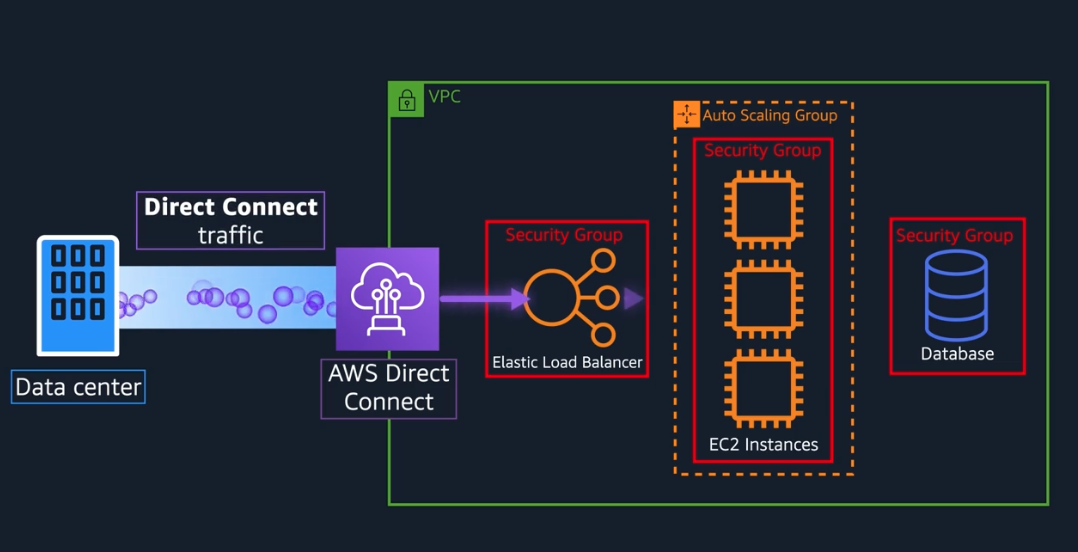 VPC
Auto Scaling Group
Security Group
Direct Connect
traffic
Security Group
Security Group
Elastic Load Balancer
Database
AWS Direct
Connect
Data center
EC2 Instances